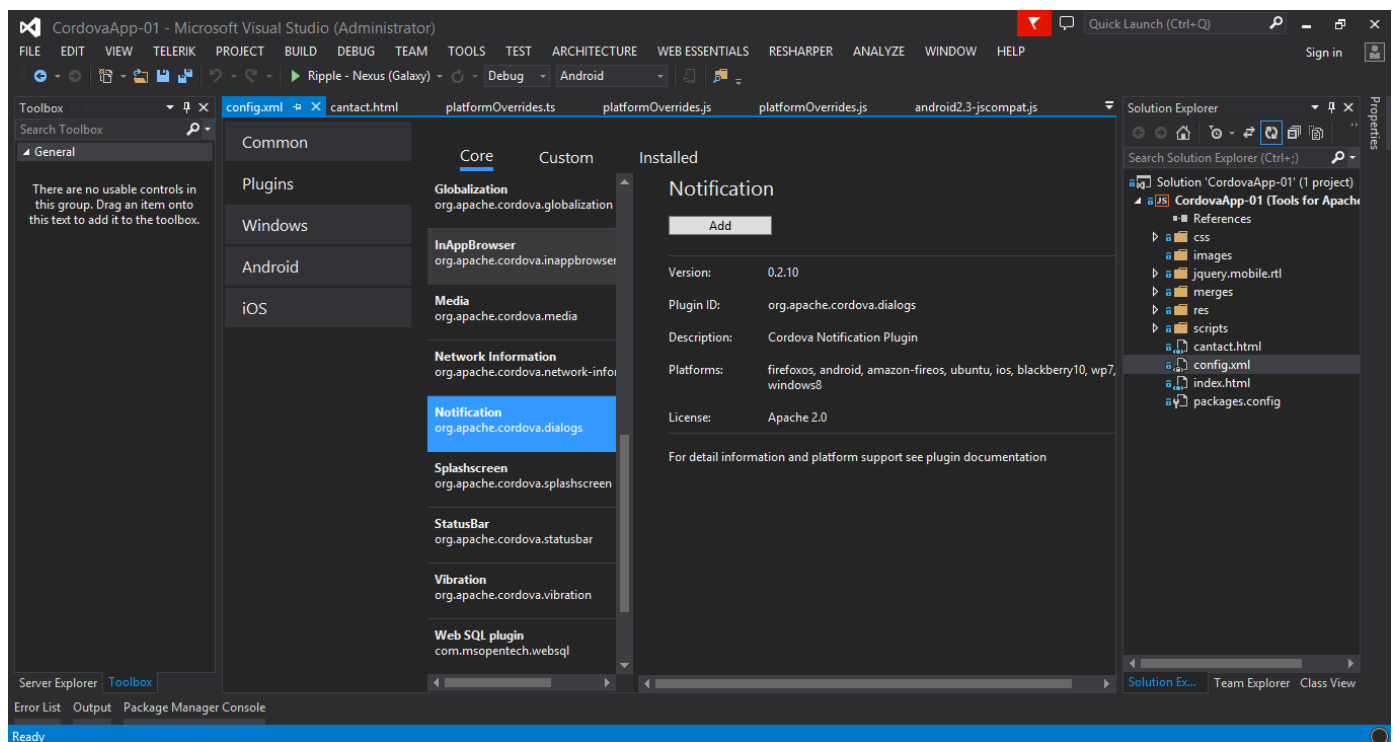 CordovaApp-01 - Microsoft Visual Studio (Administrator)
Quick Launch (Ctrl+Q)
FILE EDIT VIEW TELERIK PROJECT BUILD DEBUG TEAM TOOLS TEST ARCHITECTURE WEB ESSENTIALS RESHARPER ANALYZE WINDOW HELP
Sign in
Ripple - Nexus (Galaxy) Debug Android
Toolbox
Search Toolbox
General
There are no usable controls in
this group. Drag an item onto
this text to add it to the toolbox.
Server Explorer Toolbox
config.xml cantact.html platformOverrides.ts platformOverrides.js platformOverrides.js android2.3-jscompat.js
Common
Plugins
Windows
Android
iOS
Core Custom Installed
Globalization
org.apache.cordova.globalization
InAppBrowser
org.apache.cordova.inappbrowser
Media
org.apache.cordova.media
Network Information
org.apache.cordova.network-infor
Notification
org.apache.cordova.dialogs
Splashscreen
org.apache.cordova.splashscreen
StatusBar
org.apache.cordova.statusbar
Vibration
org.apache.cordova.vibration
Web SQL plugin
com.msopentech.websql
Notification
Add
Version: 0.2.10
Plugin ID: org.apache.cordova.dialogs
Description: Cordova Notification Plugin
Platforms: firefoxos, android, amazon-fireos, ubuntu, ios, blackberry10, wp7,
windows8
License: Apache 2.0
For detail information and platform support see plugin documentation
Solution Explorer
Search Solution Explorer (Ctrl+;)
Solution 'CordovaApp-01' (1 project)
JS CordovaApp-01 (Tools for Apache
References
css
images
jquery.mobile.rtl
merges
res
scripts
cantact.html
config.xml
index.html
packages.config
Solution Ex... Team Explorer Class View
Properties
Error List Output Package Manager Console
Ready